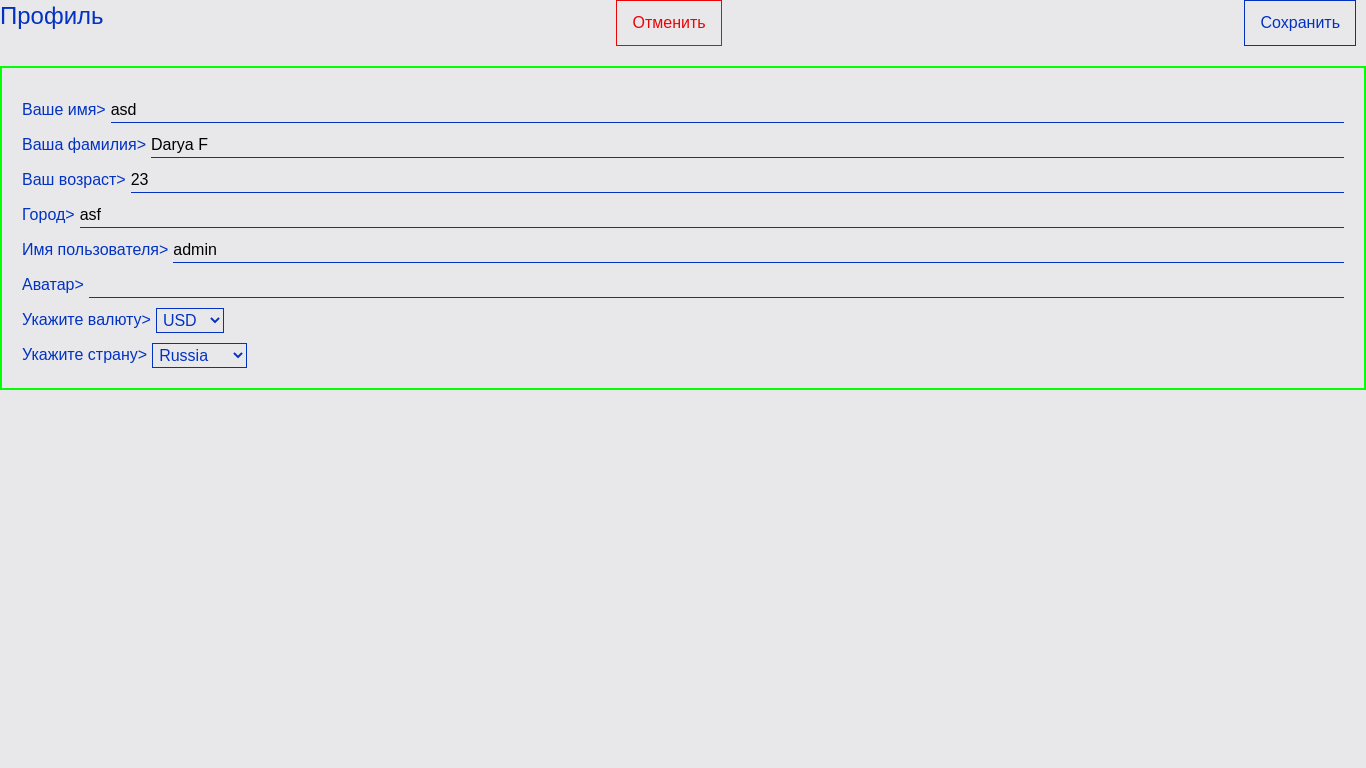 Профиль
Отменить
Сохранить
Ваше имя> asd
Ваша фамилия> Darya F
Ваш возраст> 23
Город> asf
Имя пользователя> admin
Аватар>
Укажите валюту> USD
Укажите страну> Russia